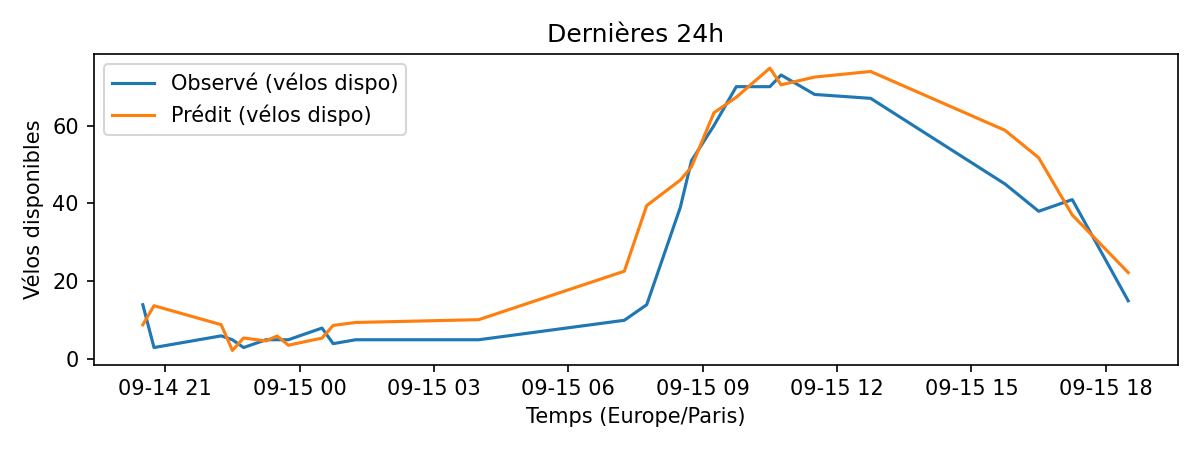 Dernières 24h
Observé (vélos dispo)
Prédit (vélos dispo)
Vélos disponibles
60
40
20
0
09-14 21 09-15 00 09-15 03 09-15 06 09-15 09 09-15 12 09-15 15 09-15 18
Temps (Europe/Paris)